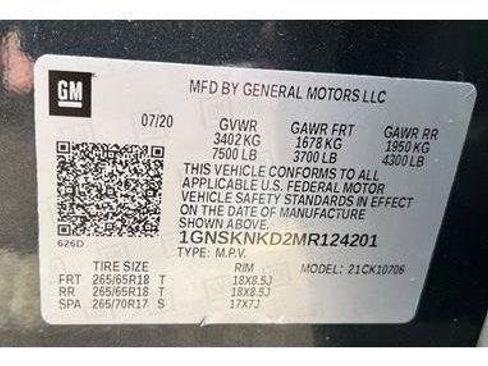 GM
MFD BY GENERAL MOTORS LLC
07/20 GVWR GAWR FRT GAWR RR
3402 KG 1678 KG 1950 KG
7500 LB 3700 LB 4300 LB
THIS VEHICLE CONFORMS TO ALL
APPLICABLE U.S. FEDERAL MOTOR
VEHICLE SAFETY STANDARDS IN
EFFECT ON THE DATE OF MANUFACTURE
SHOWN ABOVE.
626D
1GNSKNKD2MR124201
TYPE: M.P.V. MODEL: 21CK10706
TIRE SIZE RIM
FRT 265/65R18 T 18X8.5J
RR 265/65R18 T 18X8.5J
SPA 265/70R17 S 17X7J